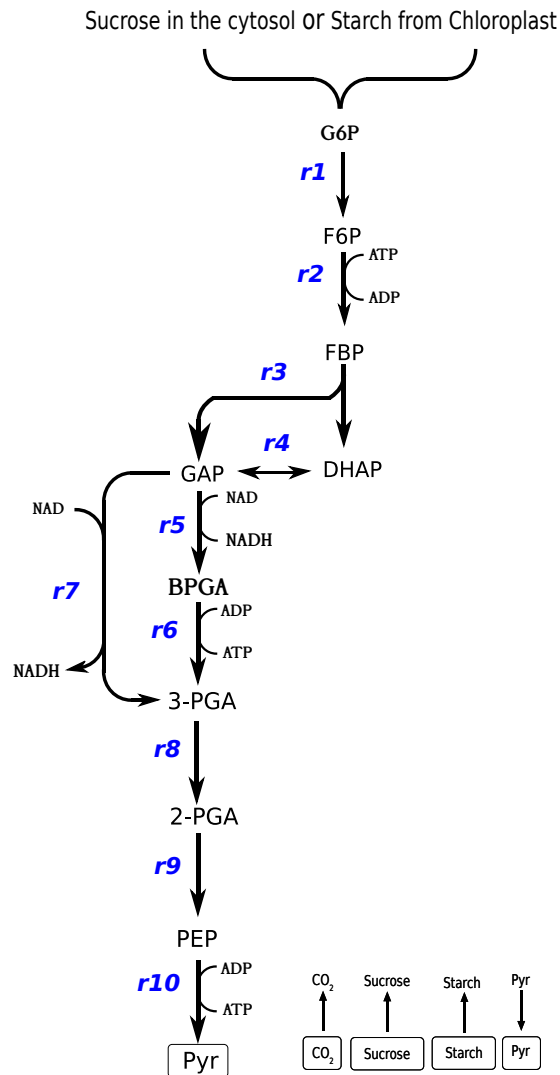 Sucrose in the cytosol or Starch from Chloroplast
G6P
r1
F6P
ATP
r2
ADP
FBP
r3
r4
GAP
DHAP
NAD
NAD
r5
NADH
r7
BPGA
ADP
r6
ATP
NADH
3-PGA
r8
2-PGA
r9
PEP
ADP
r10
ATP
Pyr
CO2 Sucrose Starch Pyr
CO2 Sucrose Starch Pyr